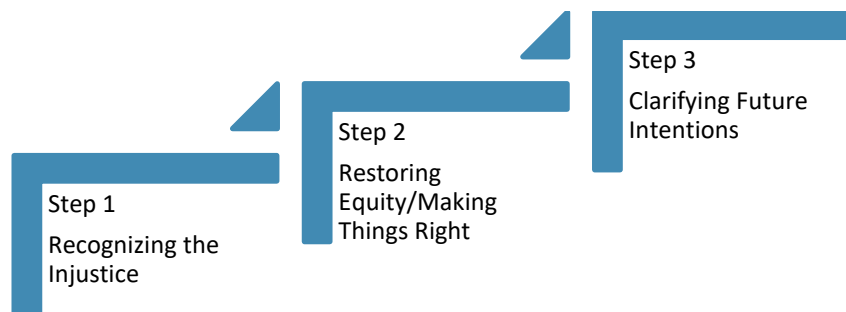 Step 1
Recognizing the
Injustice
Step 2
Restoring
Equity/Making
Things Right
Step 3
Clarifying Future
Intentions